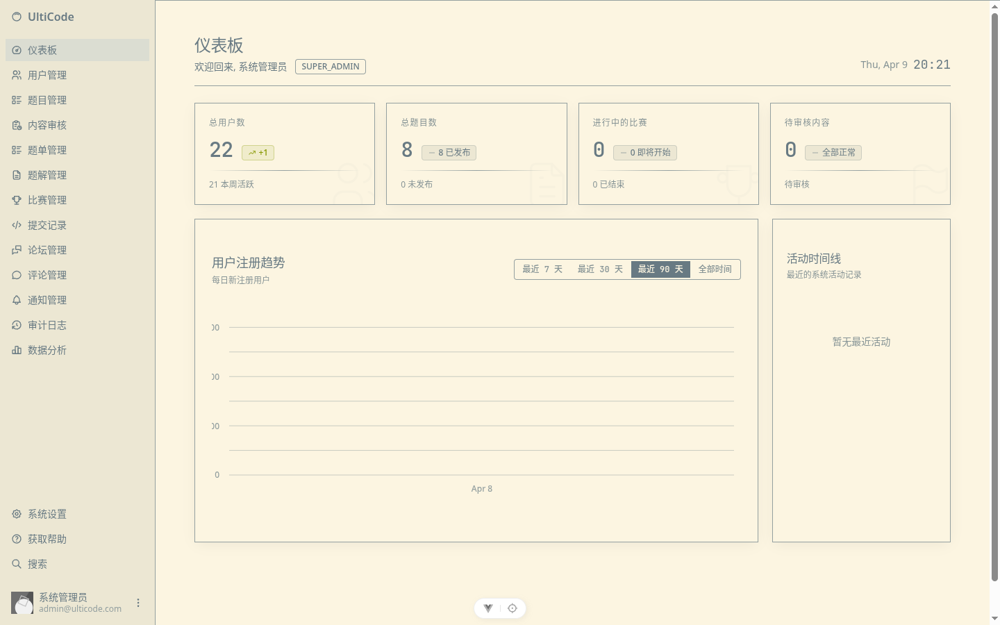 UltiCode
仪表板
用户管理
题目管理
内容审核
题单管理
题解管理
比赛管理
提交记录
论坛管理
评论管理
通知管理
审计日志
数据分析
系统设置
获取帮助
搜索
系统管理员
admin@ulticode.com
仪表板
欢迎回来, 系统管理员 SUPER_ADMIN
Thu, Apr 9 20:21
总用户数
22 +1
21 本周活跃
总题目数
8 8 已发布
0 未发布
进行中的比赛
0 0 即将开始
0 已结束
待审核内容
0 全部正常
待审核
用户注册趋势
每日新注册用户
最近 7 天 最近 30 天 最近 90 天 全部时间
00
00
00
0
Apr 8
活动时间线
最近的系统活动记录
暂无最近活动